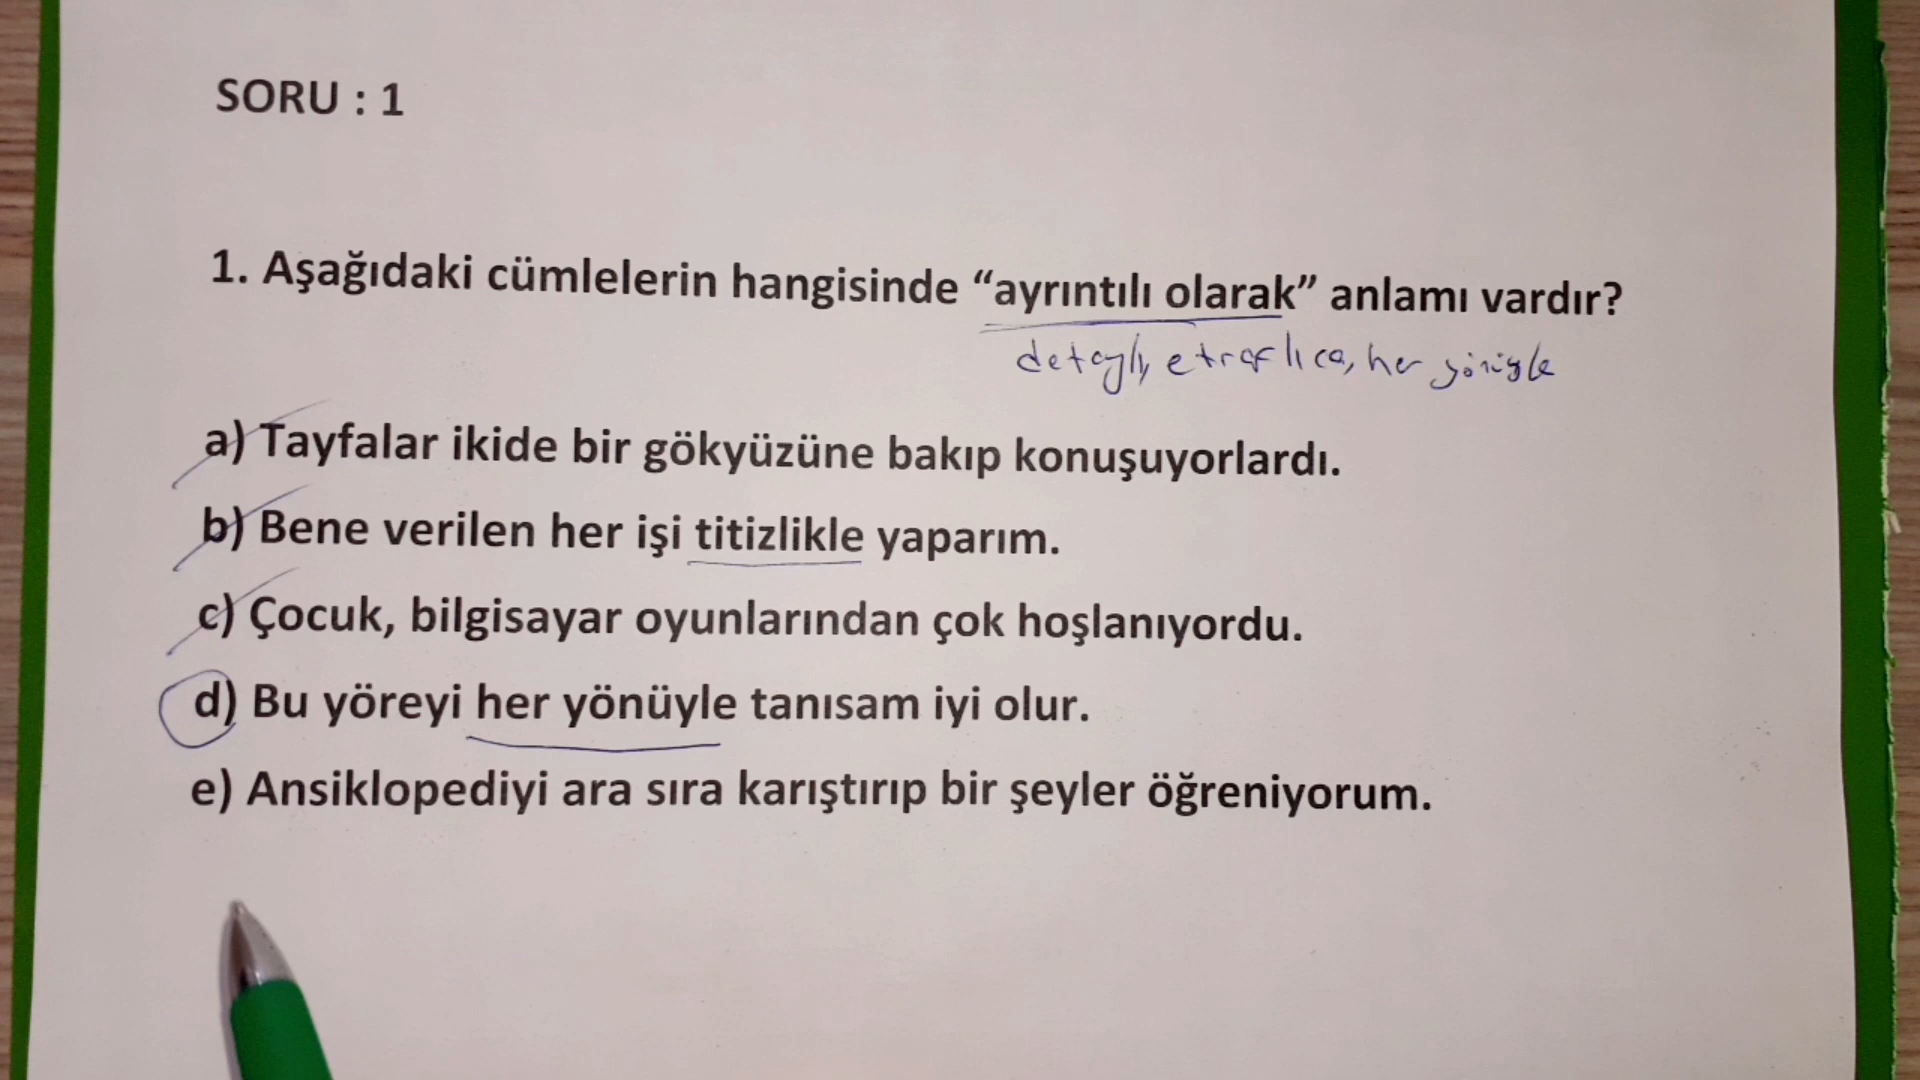 SORU : 1
1. Aşağıdaki cümlelerin hangisinde “ayrıntılı olarak” anlamı vardır?
detaylı, etraflıca, her yönüyle
a) Tayfalar ikide bir gökyüzüne bakıp konuşuyorlardı.
b) Bene verilen her işi titizlikle yaparım.
c) Çocuk, bilgisayar oyunlarından çok hoşlanıyordu.
d) Bu yöreyi her yönüyle tanısam iyi olur.
e) Ansiklopediyi ara sıra karıştırıp bir şeyler öğreniyorum.